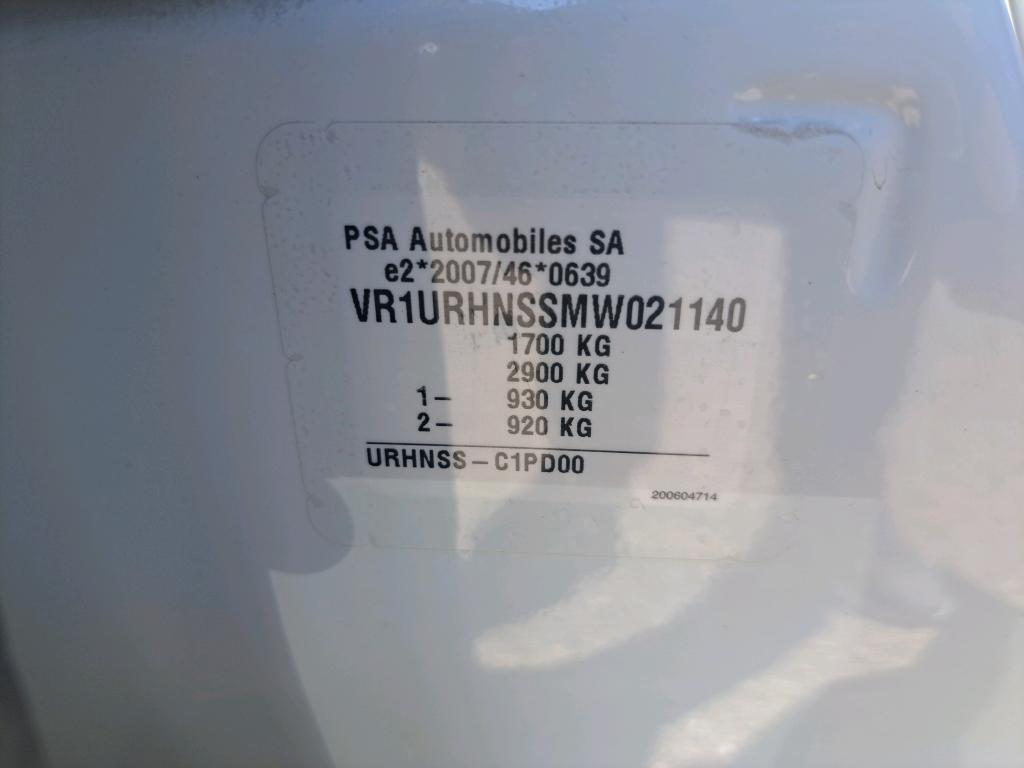 PSA Automobiles SA
e2*2007/46*0639
VR1URHNSSMW021140
1700 KG
2900 KG
1- 930 KG
2- 920 KG
URHNSS-C1PD00
200604714